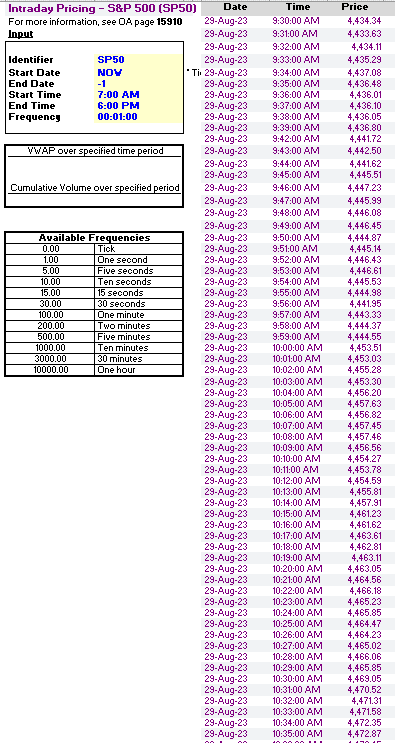 Intraday Pricing - S&P 500 (SP50)
For more information, see OA page 15910
Input
Identifier SP50
Start Date NOW * Ti
End Date -1
Start Time 7:00 AM
End Time 6:00 PM
Frequency 00:01:00
VWAP over specified time period
Cumulative Volume over specified period
Available Frequencies
0.00 Tick
1.00 One second
5.00 Five seconds
10.00 Ten seconds
15.00 15 seconds
30.00 30 seconds
100.00 One minute
200.00 Two minutes
500.00 Five minutes
1000.00 Ten minutes
3000.00 30 minutes
10000.00 One hour
Date Time Price
29-Aug-23 9:30:00 AM 4,434.34
29-Aug-23 9:31:00 AM 4,433.63
29-Aug-23 9:32:00 AM 4,434.11
29-Aug-23 9:33:00 AM 4,435.29
29-Aug-23 9:34:00 AM 4,437.08
29-Aug-23 9:35:00 AM 4,436.48
29-Aug-23 9:36:00 AM 4,436.01
29-Aug-23 9:37:00 AM 4,436.10
29-Aug-23 9:38:00 AM 4,436.05
29-Aug-23 9:39:00 AM 4,436.80
29-Aug-23 9:42:00 AM 4,441.72
29-Aug-23 9:43:00 AM 4,442.50
29-Aug-23 9:44:00 AM 4,441.62
29-Aug-23 9:45:00 AM 4,445.51
29-Aug-23 9:46:00 AM 4,447.23
29-Aug-23 9:47:00 AM 4,445.99
29-Aug-23 9:48:00 AM 4,446.08
29-Aug-23 9:49:00 AM 4,446.45
29-Aug-23 9:50:00 AM 4,444.87
29-Aug-23 9:51:00 AM 4,445.14
29-Aug-23 9:52:00 AM 4,446.43
29-Aug-23 9:53:00 AM 4,446.61
29-Aug-23 9:54:00 AM 4,445.53
29-Aug-23 9:55:00 AM 4,444.98
29-Aug-23 9:56:00 AM 4,441.95
29-Aug-23 9:57:00 AM 4,443.33
29-Aug-23 9:58:00 AM 4,444.37
29-Aug-23 9:59:00 AM 4,444.55
29-Aug-23 10:00:00 AM 4,453.51
29-Aug-23 10:01:00 AM 4,453.03
29-Aug-23 10:02:00 AM 4,455.28
29-Aug-23 10:03:00 AM 4,453.30
29-Aug-23 10:04:00 AM 4,456.20
29-Aug-23 10:05:00 AM 4,457.63
29-Aug-23 10:06:00 AM 4,456.82
29-Aug-23 10:07:00 AM 4,457.45
29-Aug-23 10:08:00 AM 4,457.46
29-Aug-23 10:09:00 AM 4,456.56
29-Aug-23 10:10:00 AM 4,454.27
29-Aug-23 10:11:00 AM 4,453.78
29-Aug-23 10:12:00 AM 4,454.59
29-Aug-23 10:13:00 AM 4,455.81
29-Aug-23 10:14:00 AM 4,457.91
29-Aug-23 10:15:00 AM 4,461.23
29-Aug-23 10:16:00 AM 4,461.62
29-Aug-23 10:17:00 AM 4,463.61
29-Aug-23 10:18:00 AM 4,462.81
29-Aug-23 10:19:00 AM 4,463.11
29-Aug-23 10:20:00 AM 4,463.05
29-Aug-23 10:21:00 AM 4,464.56
29-Aug-23 10:22:00 AM 4,466.18
29-Aug-23 10:23:00 AM 4,465.23
29-Aug-23 10:24:00 AM 4,465.85
29-Aug-23 10:25:00 AM 4,464.47
29-Aug-23 10:26:00 AM 4,464.23
29-Aug-23 10:27:00 AM 4,465.02
29-Aug-23 10:28:00 AM 4,466.06
29-Aug-23 10:29:00 AM 4,465.85
29-Aug-23 10:30:00 AM 4,469.05
29-Aug-23 10:31:00 AM 4,470.52
29-Aug-23 10:32:00 AM 4,471.31
29-Aug-23 10:33:00 AM 4,471.58
29-Aug-23 10:34:00 AM 4,472.35
29-Aug-23 10:35:00 AM 4,472.87